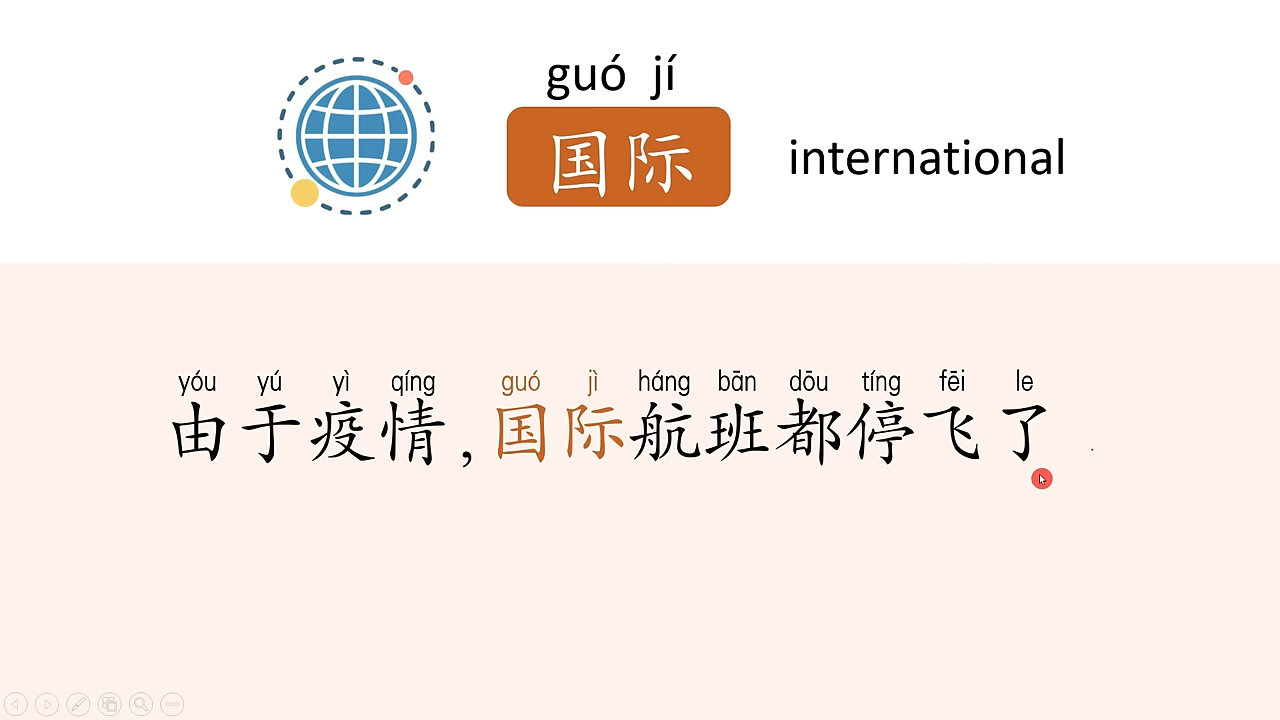 guó jí
国际
international
yóu yú yì qíng guó jì háng bān dōu tíng fēi le
由于疫情,国际航班都停飞了.